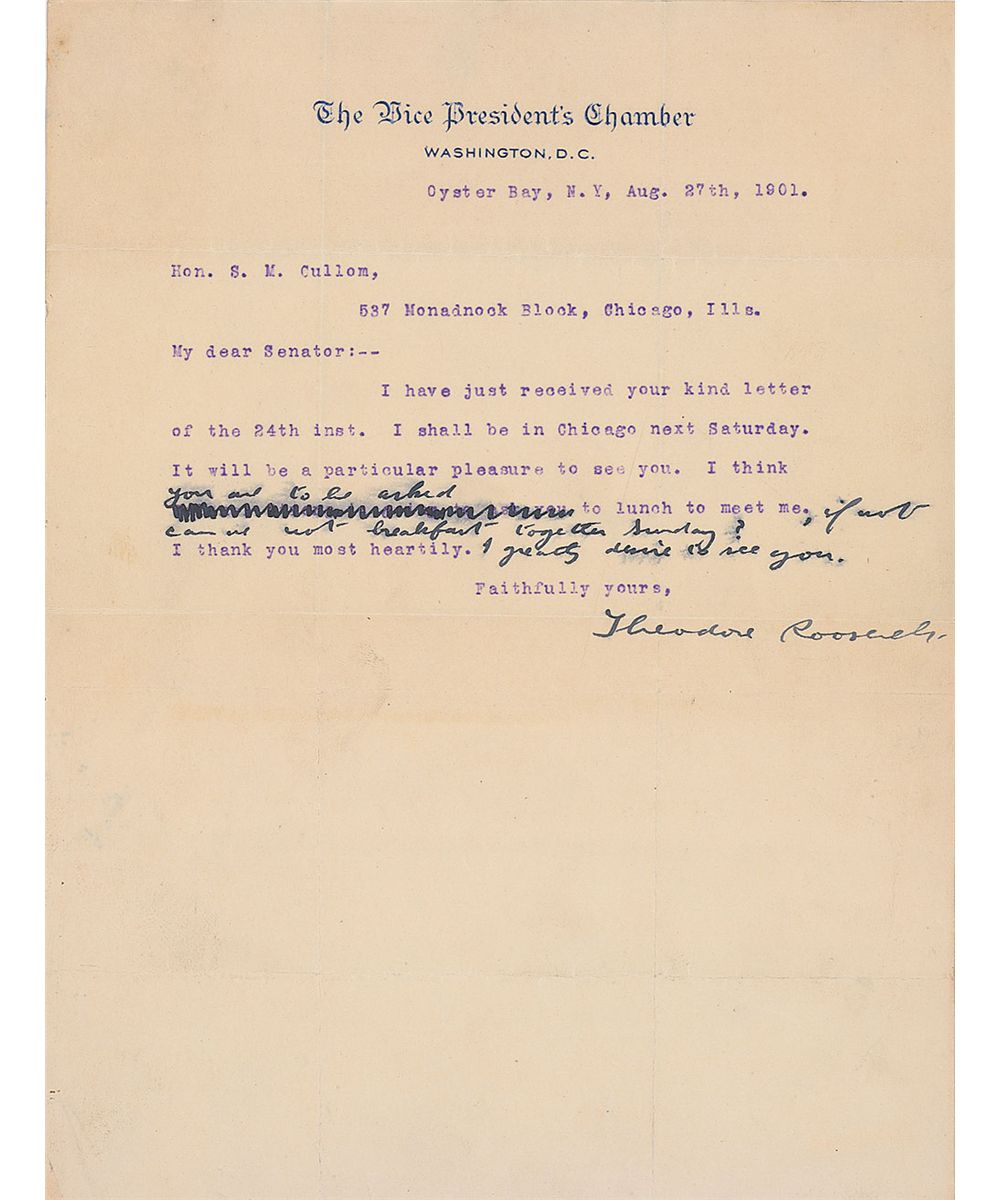 The Vice President's Chamber
WASHINGTON, D.C.
Oyster Bay, N.Y, Aug. 27th, 1901.
Hon. S. M. Cullom,
537 Monadnock Block, Chicago, Ills.
My dear Senator:--
I have just received your kind letter
of the 24th inst. I shall be in Chicago next Saturday.
It will be a particular pleasure to see you. I think
you are to be asked
to lunch to meet me, if not
can we not breakfast together Sunday?
I thank you most heartily. I greatly desire to see you.
Faithfully yours,
Theodore Roosevelt.